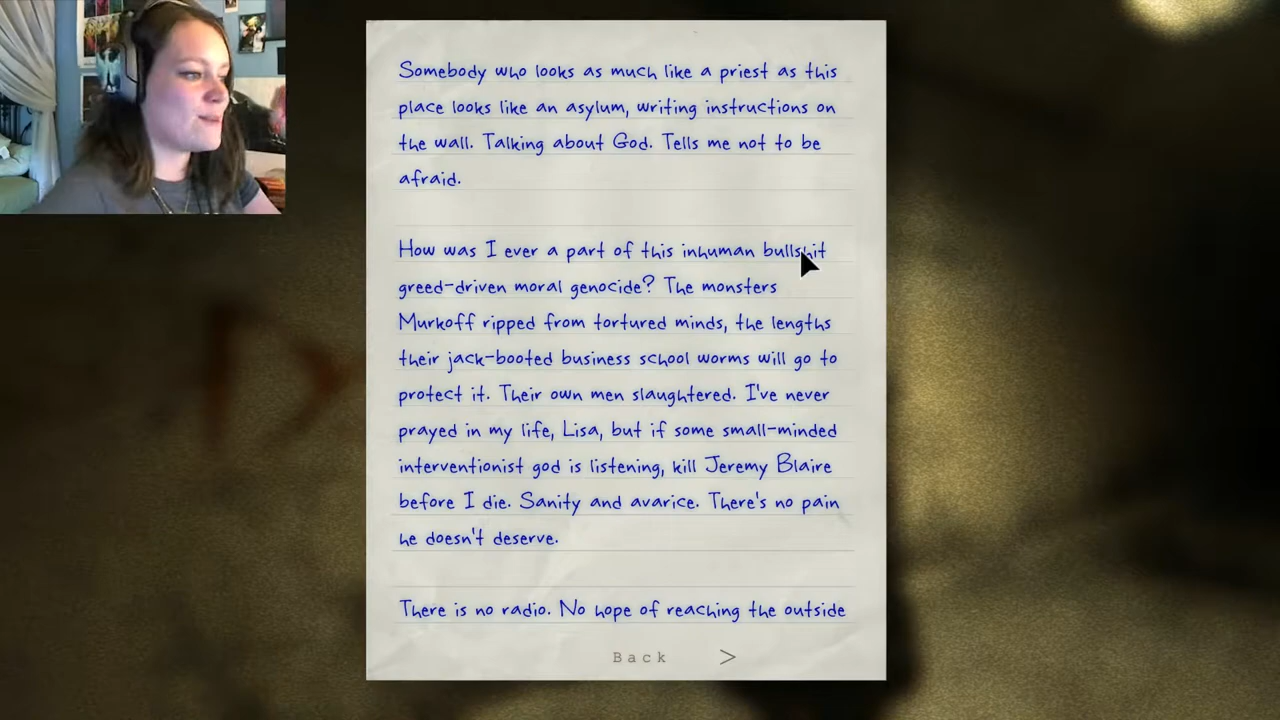 Somebody who looks as much like a priest as this
place looks like an asylum, writing instructions on
the wall. Talking about God. Tells me not to be
afraid.
How was I ever a part of this inhuman bullshit
greed-driven moral genocide? The monsters
Murkoff ripped from tortured minds, the lengths
their jack-booted business school worms will go to
protect it. Their own men slaughtered. I've never
prayed in my life, Lisa, but if some small-minded
interventionist god is listening, kill Jeremy Blaire
before I die. Sanity and avarice. There's no pain
he doesn't deserve.
There is no radio. No hope of reaching the outside
Back >